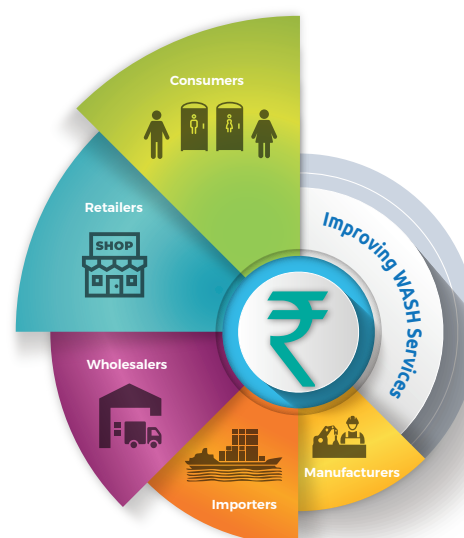 Consumers
Retailers
SHOP
Improving WASH Services
₹
Wholesalers
Manufacturers
Importers